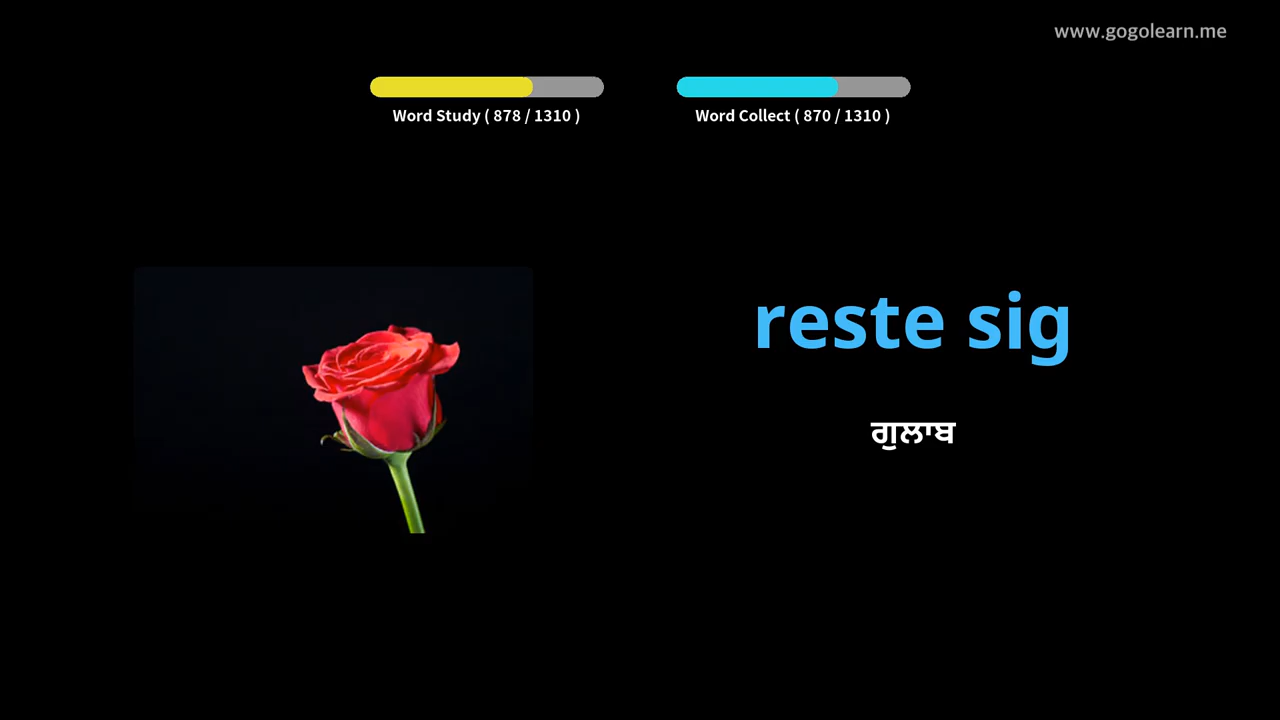 www.gogolearn.me
Word Study ( 878 / 1310 )
Word Collect ( 870 / 1310 )
reste sig
ਗੁਲਾਬ